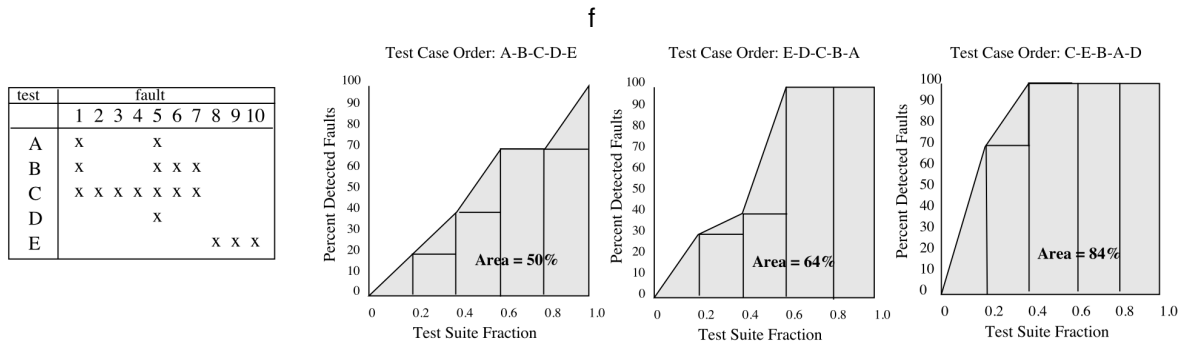 f
test fault
1 2 3 4 5 6 7 8 9 10
A x x
B x x x x
C x x x x x x x
D x
E x x x
Test Case Order: A-B-C-D-E
Percent Detected Faults
100
90
80
70
60
50
40
30
20
10
0
Area = 50%
0 0.2 0.4 0.6 0.8 1.0
Test Suite Fraction
Test Case Order: E-D-C-B-A
Percent Detected Faults
100
90
80
70
60
50
40
30
20
10
0
Area = 64%
0 0.2 0.4 0.6 0.8 1.0
Test Suite Fraction
Test Case Order: C-E-B-A-D
Percent Detected Faults
100
90
80
70
60
50
40
30
20
10
0
Area = 84%
0 0.2 0.4 0.6 0.8 1.0
Test Suite Fraction